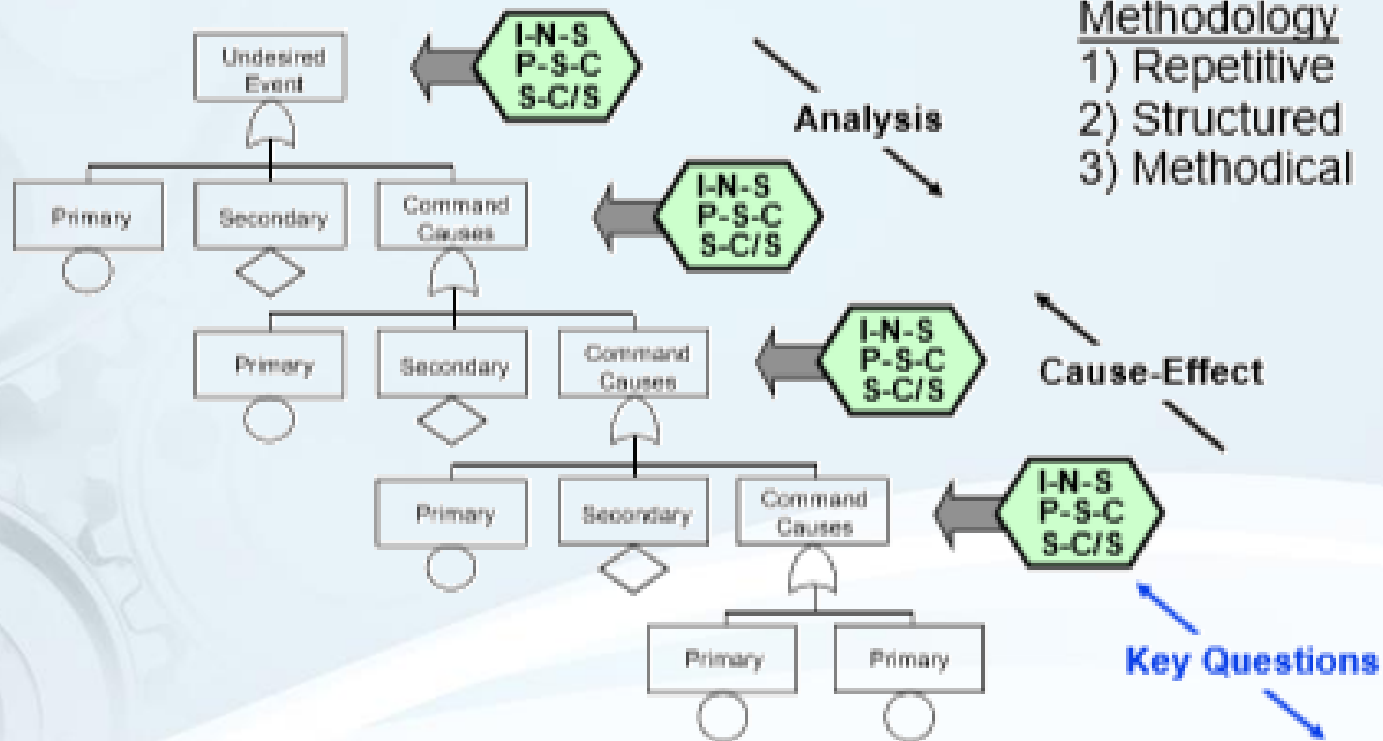 Methodology
1) Repetitive
2) Structured
3) Methodical
Undesired
Event
I-N-S
P-S-C
S-C/S
Analysis
Primary
Secondary
Command
Causes
I-N-S
P-S-C
S-C/S
Primary
Secondary
Command
Causes
I-N-S
P-S-C
S-C/S
Cause-Effect
Primary
Secondary
Command
Causes
I-N-S
P-S-C
S-C/S
Primary
Primary
Key Questions